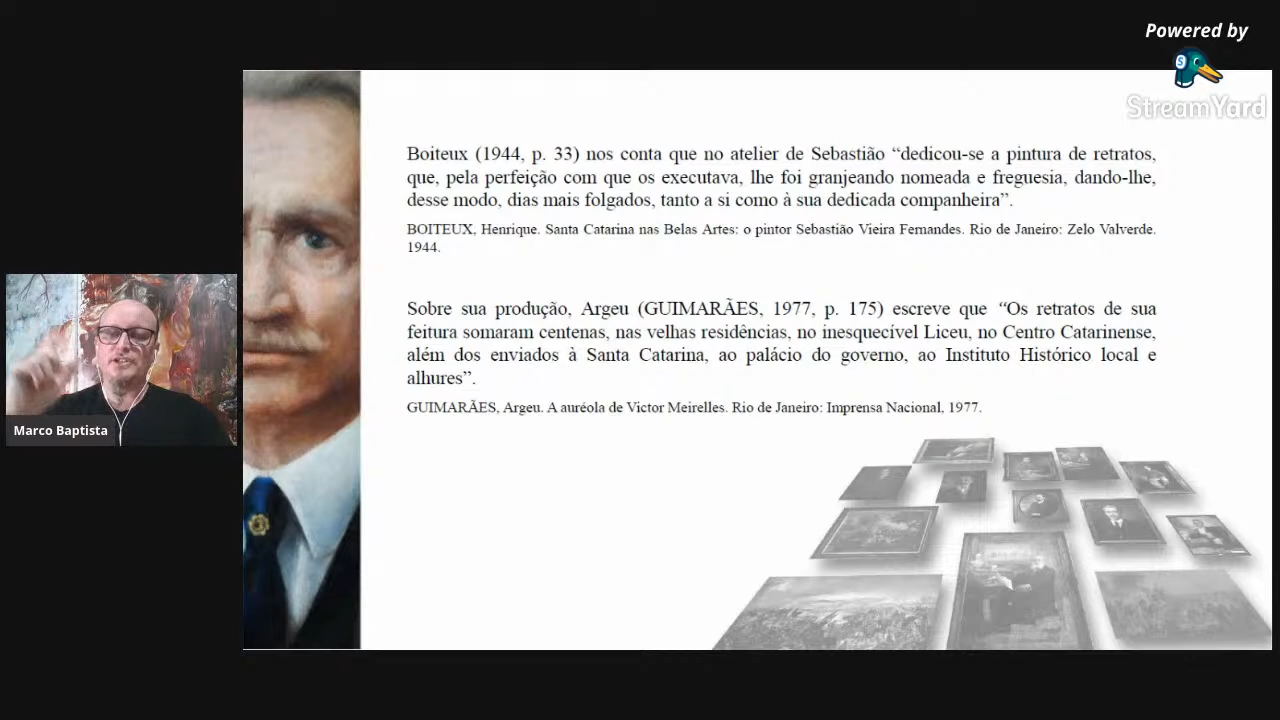 Powered by
StreamYard
Boiteux (1944, p. 33) nos conta que no atelier de Sebastião “dedicou-se a pintura de retratos,
que, pela perfeição com que os executava, lhe foi granjeando nomeada e freguesia, dando-lhe,
desse modo, dias mais folgados, tanto a si como à sua dedicada companheira”.
BOITEUX, Henrique. Santa Catarina nas Belas Artes: o pintor Sebastião Vieira Fernandes. Rio de Janeiro: Zelo Valverde.
1944.
Sobre sua produção, Argeu (GUIMARÃES, 1977, p. 175) escreve que “Os retratos de sua
feitura somaram centenas, nas velhas residências, no inesquecível Liceu, no Centro Catarinense,
além dos enviados à Santa Catarina, ao palácio do governo, ao Instituto Histórico local e
alhures”.
GUIMARÃES, Argeu. A auréola de Victor Meirelles. Rio de Janeiro: Imprensa Nacional, 1977.
Marco Baptista